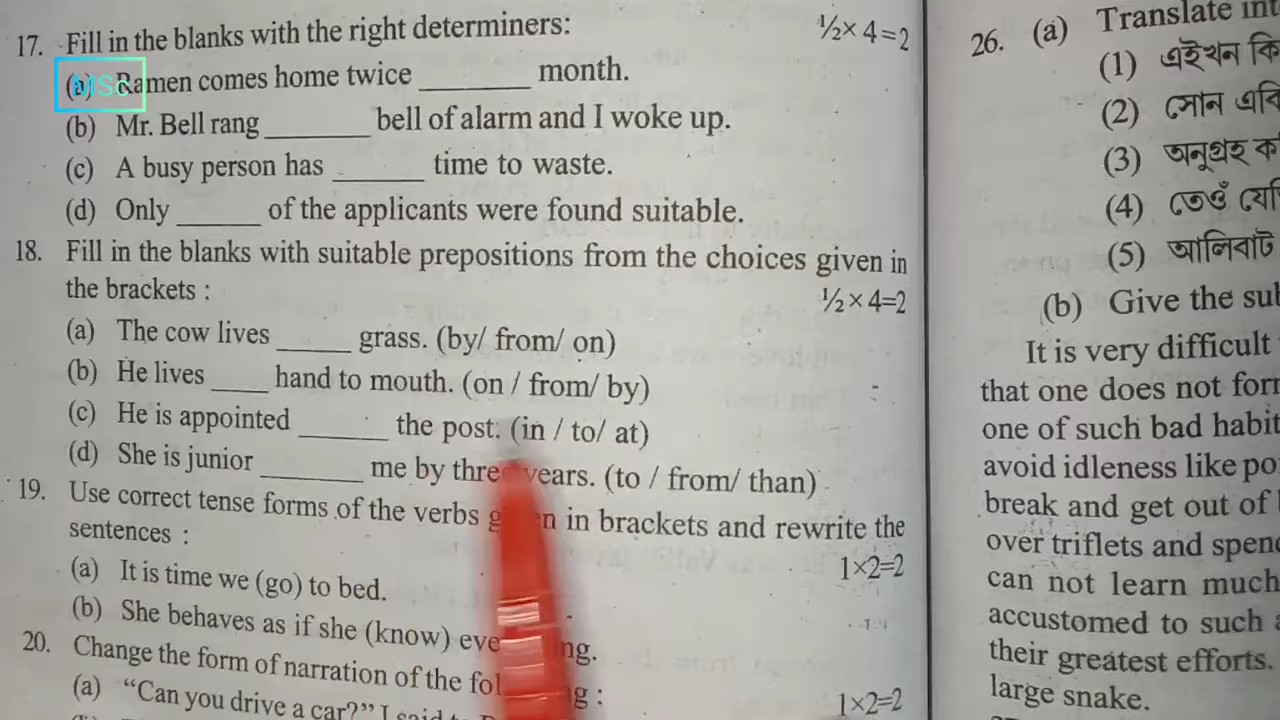 17. Fill in the blanks with the right determiners: ½×4=2
(a) Ramen comes home twice ________ month.
(b) Mr. Bell rang ________ bell of alarm and I woke up.
(c) A busy person has _______ time to waste.
(d) Only ______ of the applicants were found suitable.
18. Fill in the blanks with suitable prepositions from the choices given in
the brackets : ½×4=2
(a) The cow lives _____ grass. (by/ from/ on)
(b) He lives ____ hand to mouth. (on / from/ by)
(c) He is appointed ______ the post. (in / to/ at)
(d) She is junior _______ me by three years. (to / from/ than)
19. Use correct tense forms of the verbs in brackets and rewrite the
sentences : 1×2=2
(a) It is time we (go) to bed.
(b) She behaves as if she (know)
20. Change the form of narration of the
(a) “Can you drive a car?” I said 1×2=2
26. (a) Translate
(1) এইখন
(2) সোন
(3) অনুগ্রহ
(4) তেওঁ
(5) আলিবাট
(b) Give the
It is very difficult
that one does not
one of such bad habit
avoid idleness like
break and get out of
over triflets and
can not learn much
accustomed to such
their greatest efforts.
large snake.